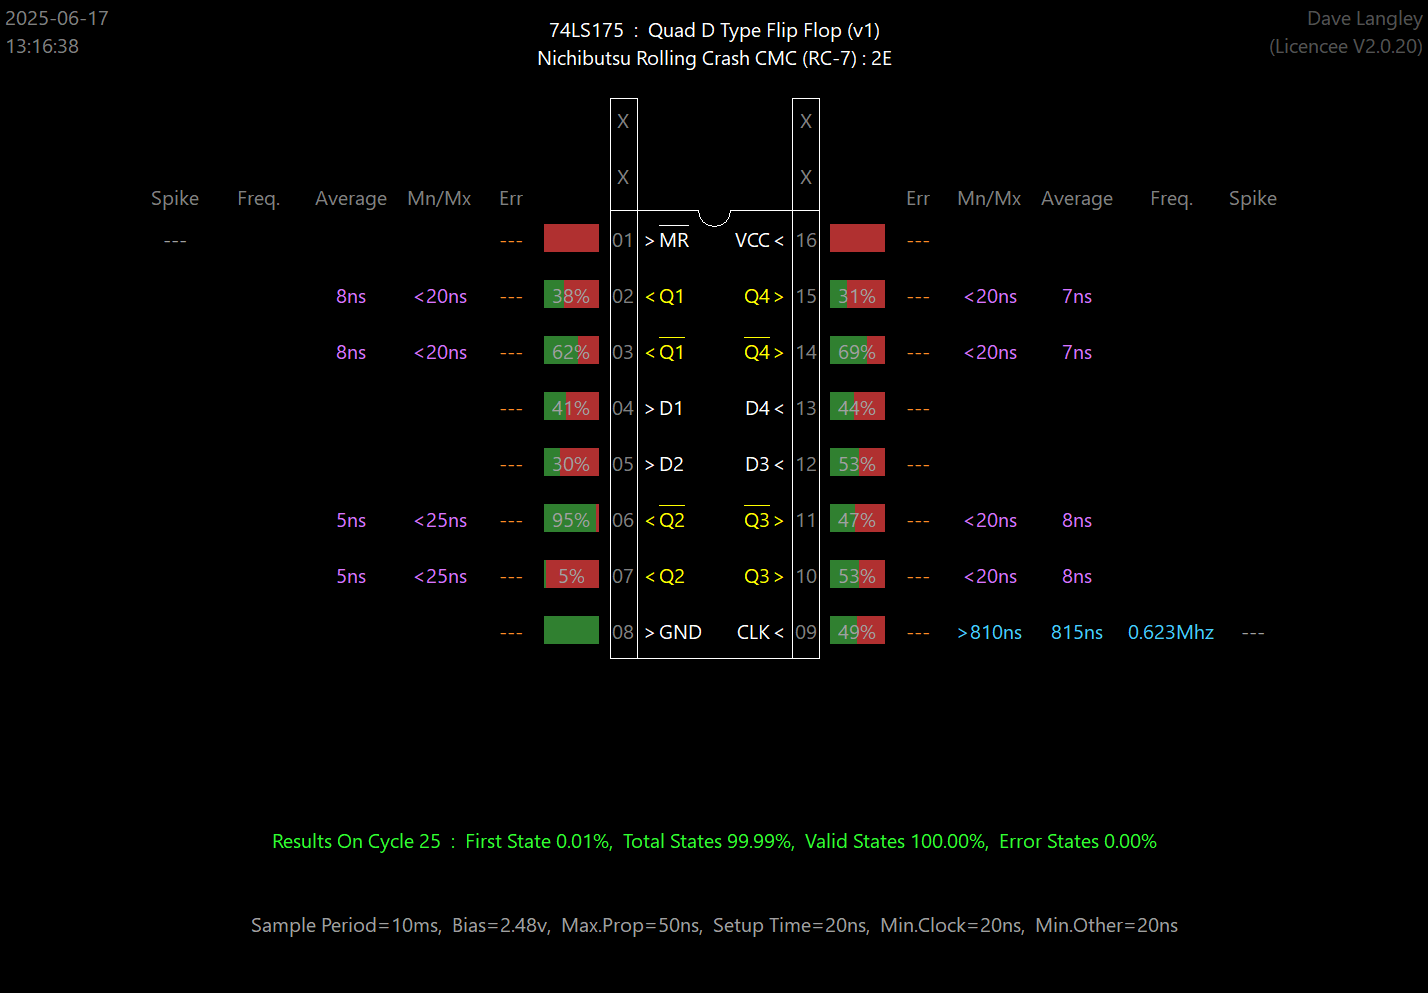 2025-06-17
13:16:38
74LS175  :  Quad D Type Flip Flop (v1)
Nichibutsu Rolling Crash CMC (RC-7) : 2E
Dave Langley
(Licencee V2.0.20)
X X
X X
Spike Freq. Average Mn/Mx Err Err Mn/Mx Average Freq. Spike
--- --- 01 > MR VCC < 16 ---
8ns <20ns --- 38% 02 < Q1 Q4 > 15 31% --- <20ns 7ns
8ns <20ns --- 62% 03 < Q1 Q4 > 14 69% --- <20ns 7ns
--- 41% 04 > D1 D4 < 13 44% ---
--- 30% 05 > D2 D3 < 12 53% ---
5ns <25ns --- 95% 06 < Q2 Q3 > 11 47% --- <20ns 8ns
5ns <25ns --- 5% 07 < Q2 Q3 > 10 53% --- <20ns 8ns
--- 08 > GND CLK < 09 49% --- >810ns 815ns 0.623Mhz ---
Results On Cycle 25  :  First State 0.01%,  Total States 99.99%,  Valid States 100.00%,  Error States 0.00%
Sample Period=10ms,  Bias=2.48v,  Max.Prop=50ns,  Setup Time=20ns,  Min.Clock=20ns,  Min.Other=20ns